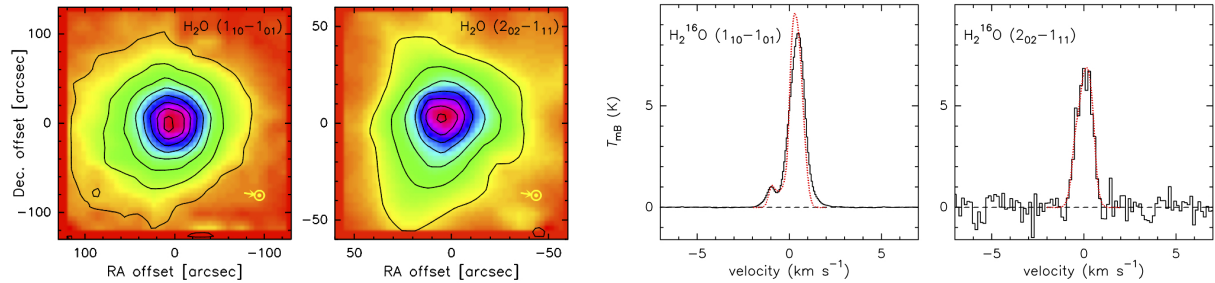 H₂O (1₁₀–1₀₁)
100
0
−100
Dec. offset [arcsec]
100
0
−100
RA offset [arcsec]
H₂O (2₀₂–1₁₁)
50
0
−50
50
0
−50
RA offset [arcsec]
H₂¹⁶O (1₁₀–1₀₁)
5
0
T_mB (K)
−5
0
5
velocity (km s⁻¹)
H₂¹⁶O (2₀₂–1₁₁)
5
0
−5
0
5
velocity (km s⁻¹)